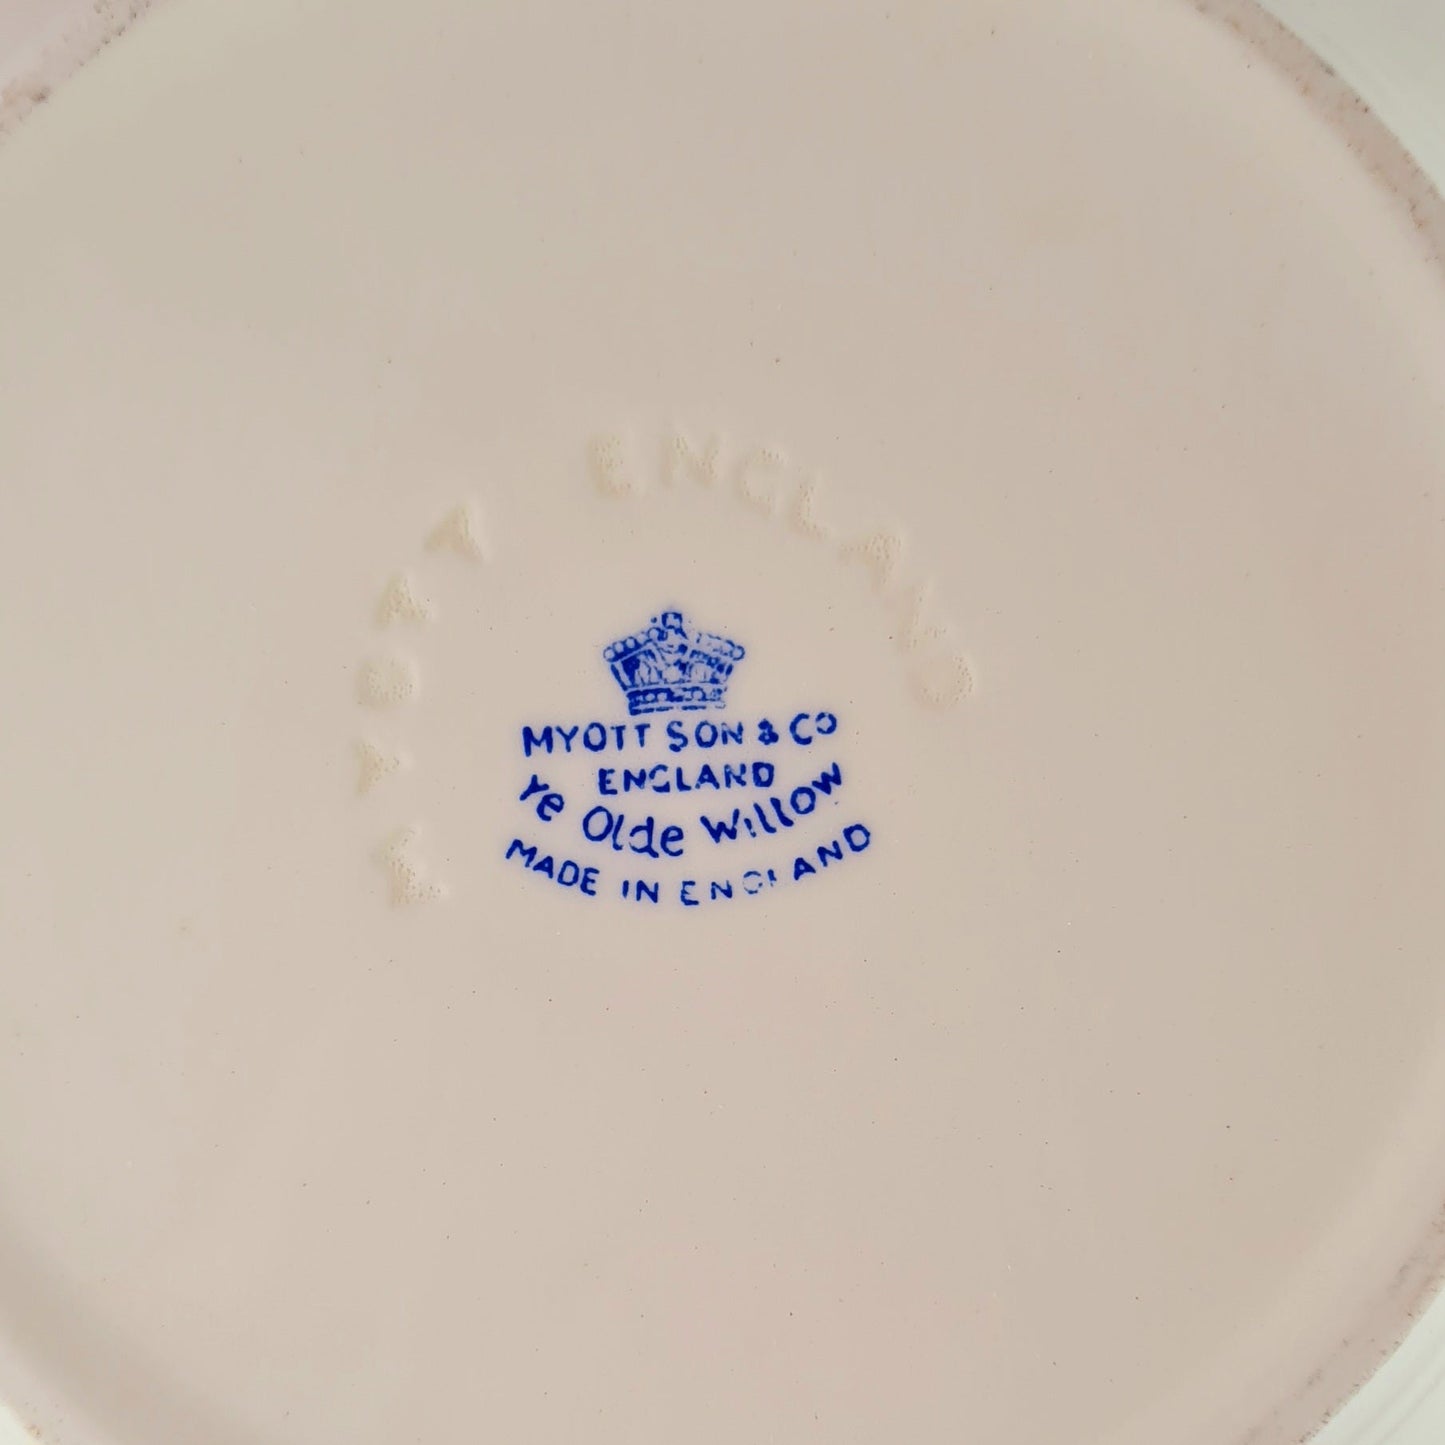 ENGLAND
MYOTT SON & CO
ENGLAND
Ye Olde Willow
MADE IN ENGLAND